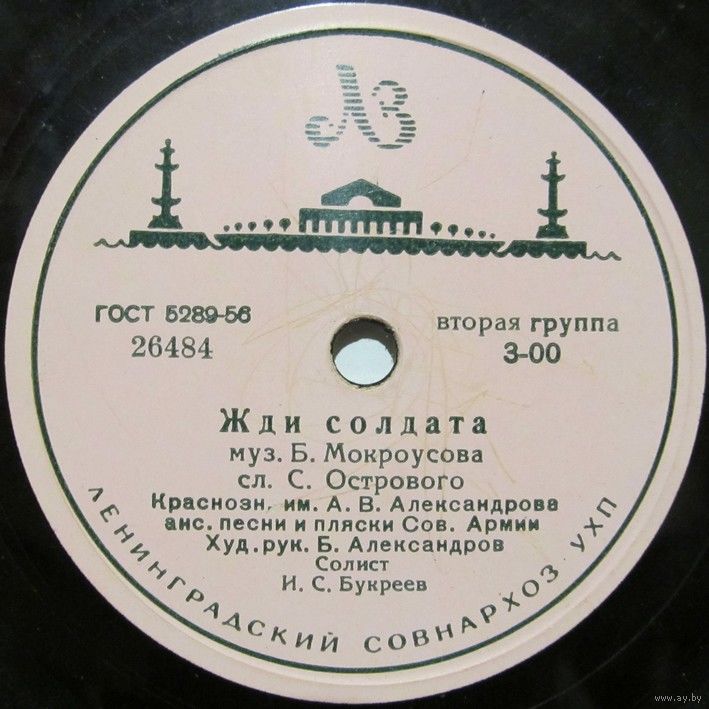 ЛЗ
ГОСТ 5289-56
26484
вторая группа
3-00
Жди солдата
муз. Б. Мокроусова
сл. С. Острового
Краснозн. им. А. В. Александрова
анс. песни и пляски Сов. Армии
Худ. рук. Б. Александров
Солист
И. С. Букреев
ЛЕНИНГРАДСКИЙ СОВНАРХОЗ УХП
www.ay.by